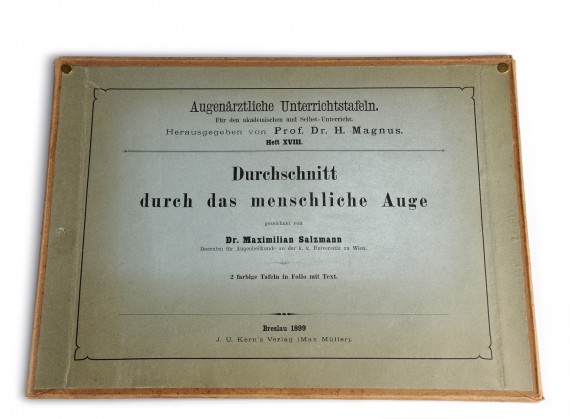 Augenärztliche Unterrichtstafeln.
Für den akademischen und Selbst-Unterricht.
Herausgegeben von Prof. Dr. H. Magnus.
Heft XVIII.
Durchschnitt
durch das menschliche Auge
gezeichnet von
Dr. Maximilian Salzmann
Docenten für Augenheilkunde an der k. k. Universität zu Wien.
2 farbige Tafeln in Folio mit Text.
Breslau 1899
J. U. Kern's Verlag (Max Müller).